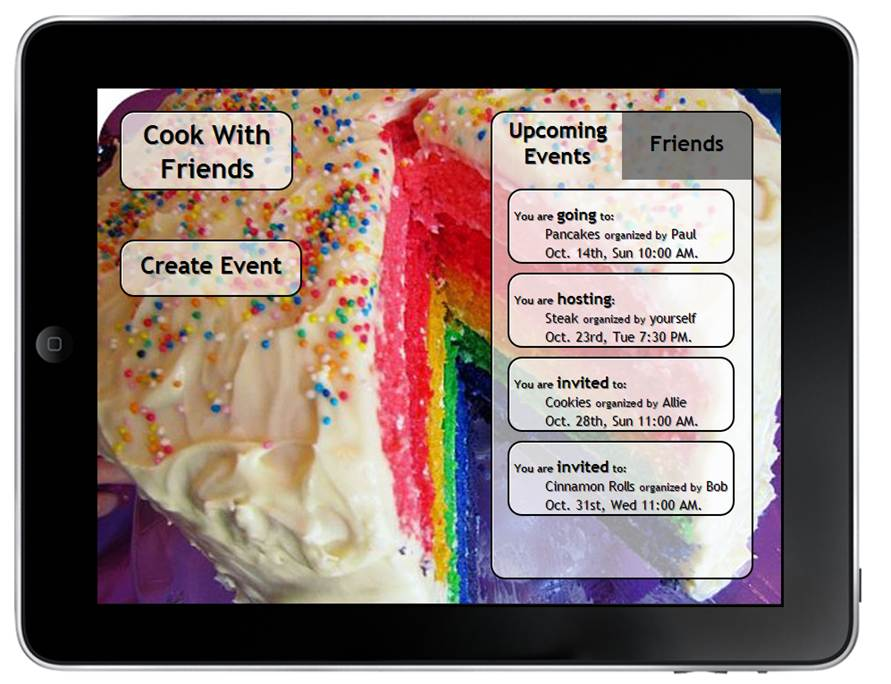 Cook With
Friends
Create Event
Upcoming
Events
Friends
You are going to:
Pancakes organized by Paul
Oct. 14th, Sun 10:00 AM.
You are hosting:
Steak organized by yourself
Oct. 23rd, Tue 7:30 PM.
You are invited to:
Cookies organized by Allie
Oct. 28th, Sun 11:00 AM.
You are invited to:
Cinnamon Rolls organized by Bob
Oct. 31st, Wed 11:00 AM.